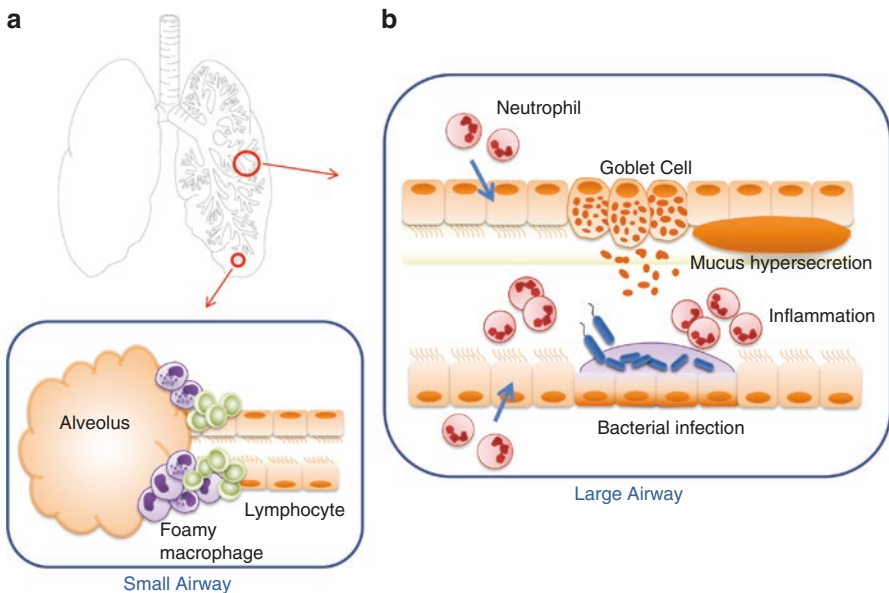 a
Alveolus
Lymphocyte
Foamy
macrophage
Small Airway
b
Neutrophil
Goblet Cell
Mucus hypersecretion
Inflammation
Bacterial infection
Large Airway